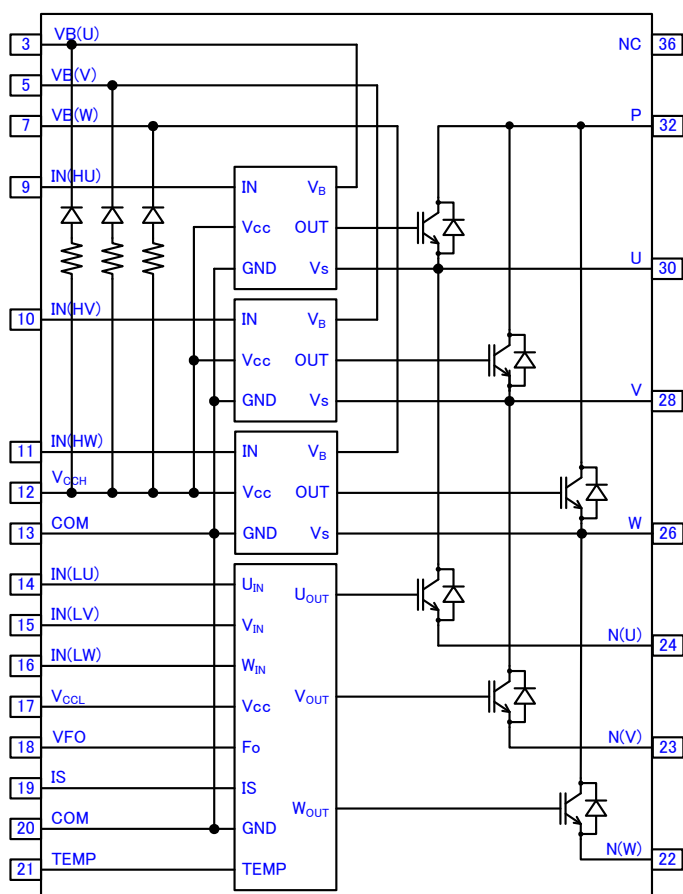 3 VB(U)
5 VB(V)
7 VB(W)
9 IN(HU)
10 IN(HV)
11 IN(HW)
12 VCCH
13 COM
14 IN(LU)
15 IN(LV)
16 IN(LW)
17 VCCL
18 VFO
19 IS
20 COM
21 TEMP
IN VB
Vcc OUT
GND Vs
IN VB
Vcc OUT
GND Vs
IN VB
Vcc OUT
GND Vs
UIN UOUT
VIN
WIN
Vcc VOUT
Fo
IS
WOUT
GND
TEMP
NC 36
P 32
U 30
V 28
W 26
N(U) 24
N(V) 23
N(W) 22